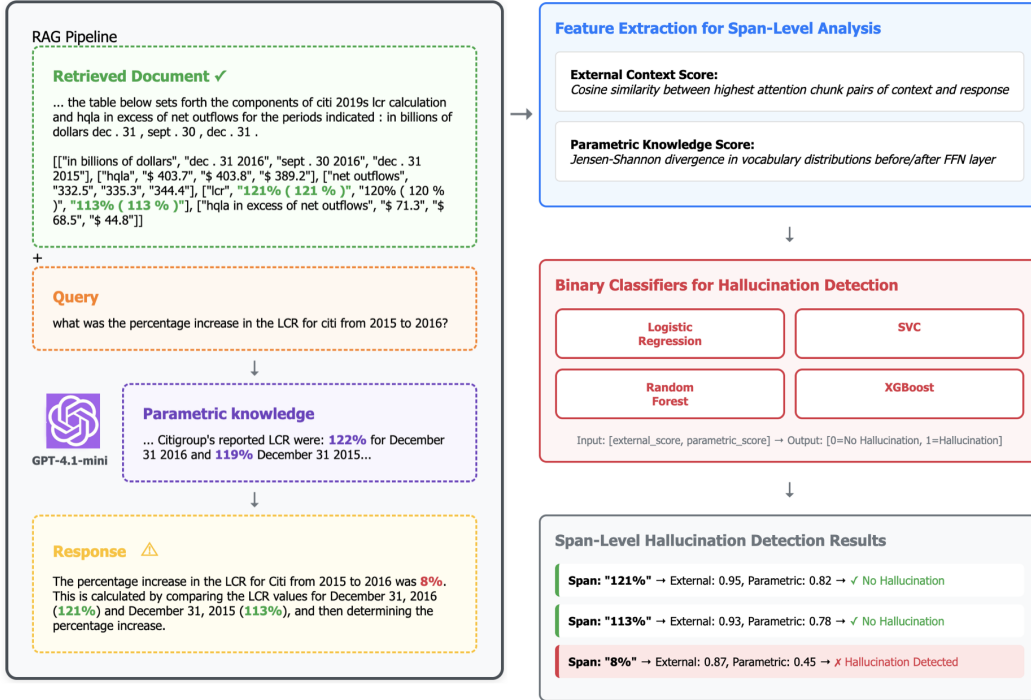 RAG Pipeline
Retrieved Document ✓
... the table below sets forth the components of citi 2019s lcr calculation
and hqla in excess of net outflows for the periods indicated : in billions of
dollars dec . 31 , sept . 30 , dec . 31 .
[["in billions of dollars", "dec . 31 2016", "sept . 30 2016", "dec . 31
2015"], ["hqla", "$ 403.7", "$ 403.8", "$ 389.2"], ["net outflows",
"332.5", "335.3", "344.4"], ["lcr", "121% ( 121 % )", "120% ( 120 %
)", "113% ( 113 % )"], ["hqla in excess of net outflows", "$ 71.3", "$
68.5", "$ 44.8"]]
+
Query
what was the percentage increase in the LCR for citi from 2015 to 2016?
GPT-4.1-mini
Parametric knowledge
... Citigroup's reported LCR were: 122% for December
31 2016 and 119% December 31 2015...
Response ⚠
The percentage increase in the LCR for Citi from 2015 to 2016 was 8%.
This is calculated by comparing the LCR values for December 31, 2016
(121%) and December 31, 2015 (113%), and then determining the
percentage increase.
Feature Extraction for Span-Level Analysis
External Context Score:
Cosine similarity between highest attention chunk pairs of context and response
Parametric Knowledge Score:
Jensen-Shannon divergence in vocabulary distributions before/after FFN layer
Binary Classifiers for Hallucination Detection
Logistic
Regression
SVC
Random
Forest
XGBoost
Input: [external_score, parametric_score] → Output: [0=No Hallucination, 1=Hallucination]
Span-Level Hallucination Detection Results
Span: "121%" → External: 0.95, Parametric: 0.82 → ✓ No Hallucination
Span: "113%" → External: 0.93, Parametric: 0.78 → ✓ No Hallucination
Span: "8%" → External: 0.87, Parametric: 0.45 → ✗ Hallucination Detected